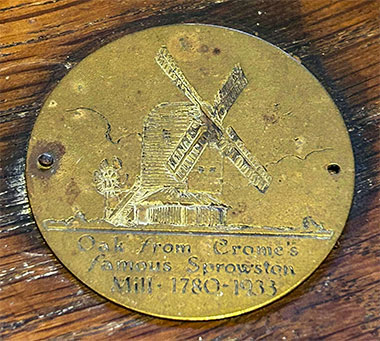 Oak from Crome's
famous Sprowston
Mill · 1780-1933